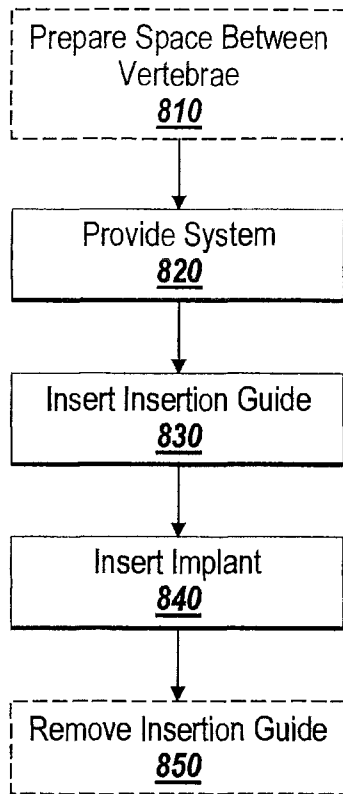 Prepare Space Between
Vertebrae
810
Provide System
820
Insert Insertion Guide
830
Insert Implant
840
Remove Insertion Guide
850